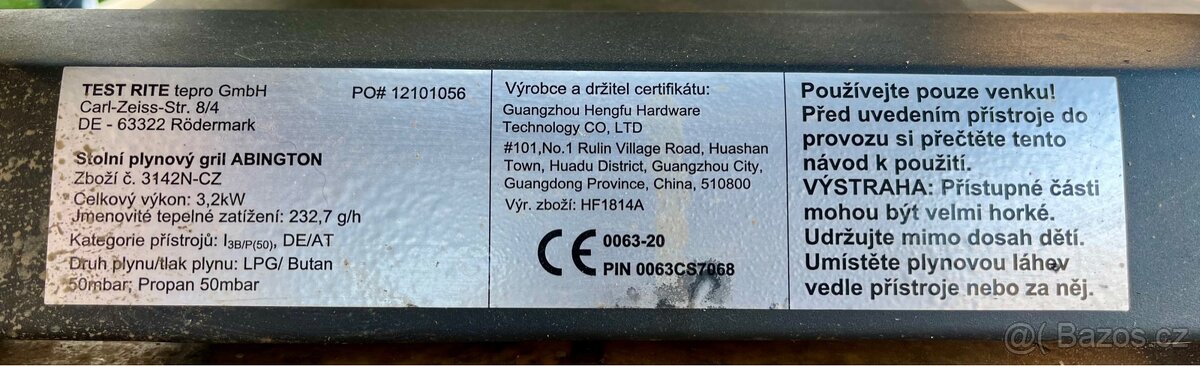 TEST RITE tepro GmbH PO# 12101056
Carl-Zeiss-Str. 8/4
DE - 63322 Rödermark
Stolní plynový gril ABINGTON
Zboží č. 3142N-CZ
Celkový výkon: 3,2kW
Jmenovité tepelné zatížení: 232,7 g/h
Kategorie přístrojů: I3B/P(50), DE/AT
Druh plynu/tlak plynu: LPG/ Butan
50mbar; Propan 50mbar
Výrobce a držitel certifikátu:
Guangzhou Hengfu Hardware
Technology CO, LTD
#101,No.1 Rulin Village Road, Huashan
Town, Huadu District, Guangzhou City,
Guangdong Province, China, 510800
Výr. zboží: HF1814A
CE 0063-20
PIN 0063CS7068
Používejte pouze venku!
Před uvedením přístroje do
provozu si přečtěte tento
návod k použití.
VÝSTRAHA: Přístupné části
mohou být velmi horké.
Udržujte mimo dosah dětí.
Umístěte plynovou láhev
vedle přístroje nebo za něj.
Bazos.cz